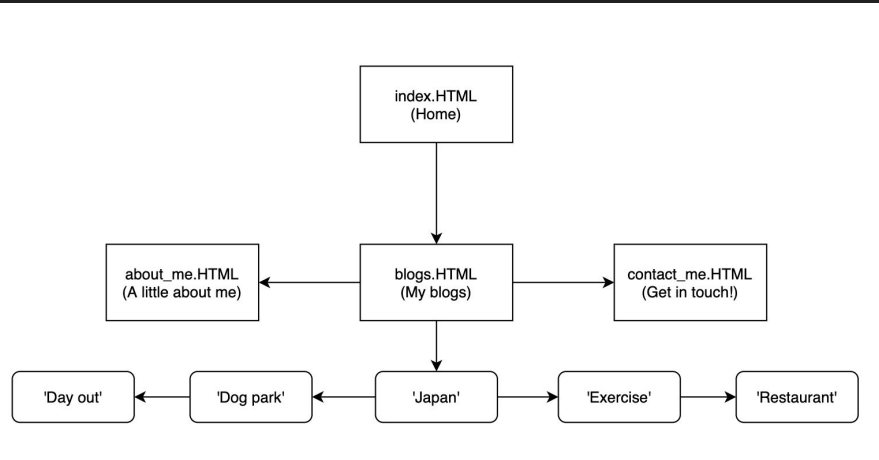 index.HTML
(Home)
about_me.HTML
(A little about me)
blogs.HTML
(My blogs)
contact_me.HTML
(Get in touch!)
'Day out'
'Dog park'
'Japan'
'Exercise'
'Restaurant'